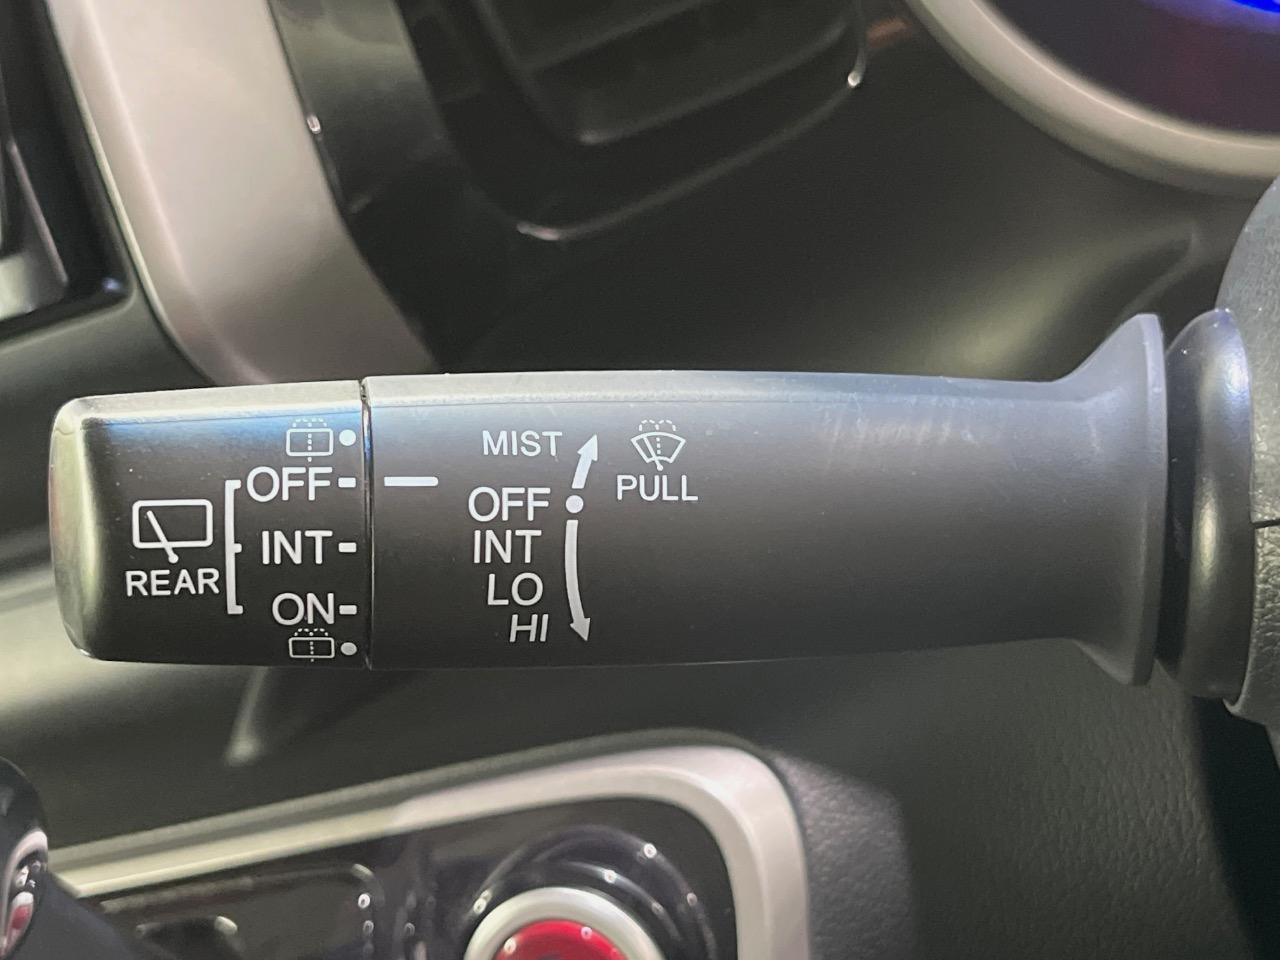 REAR
OFF
INT
ON
MIST
OFF
INT
LO
HI
PULL